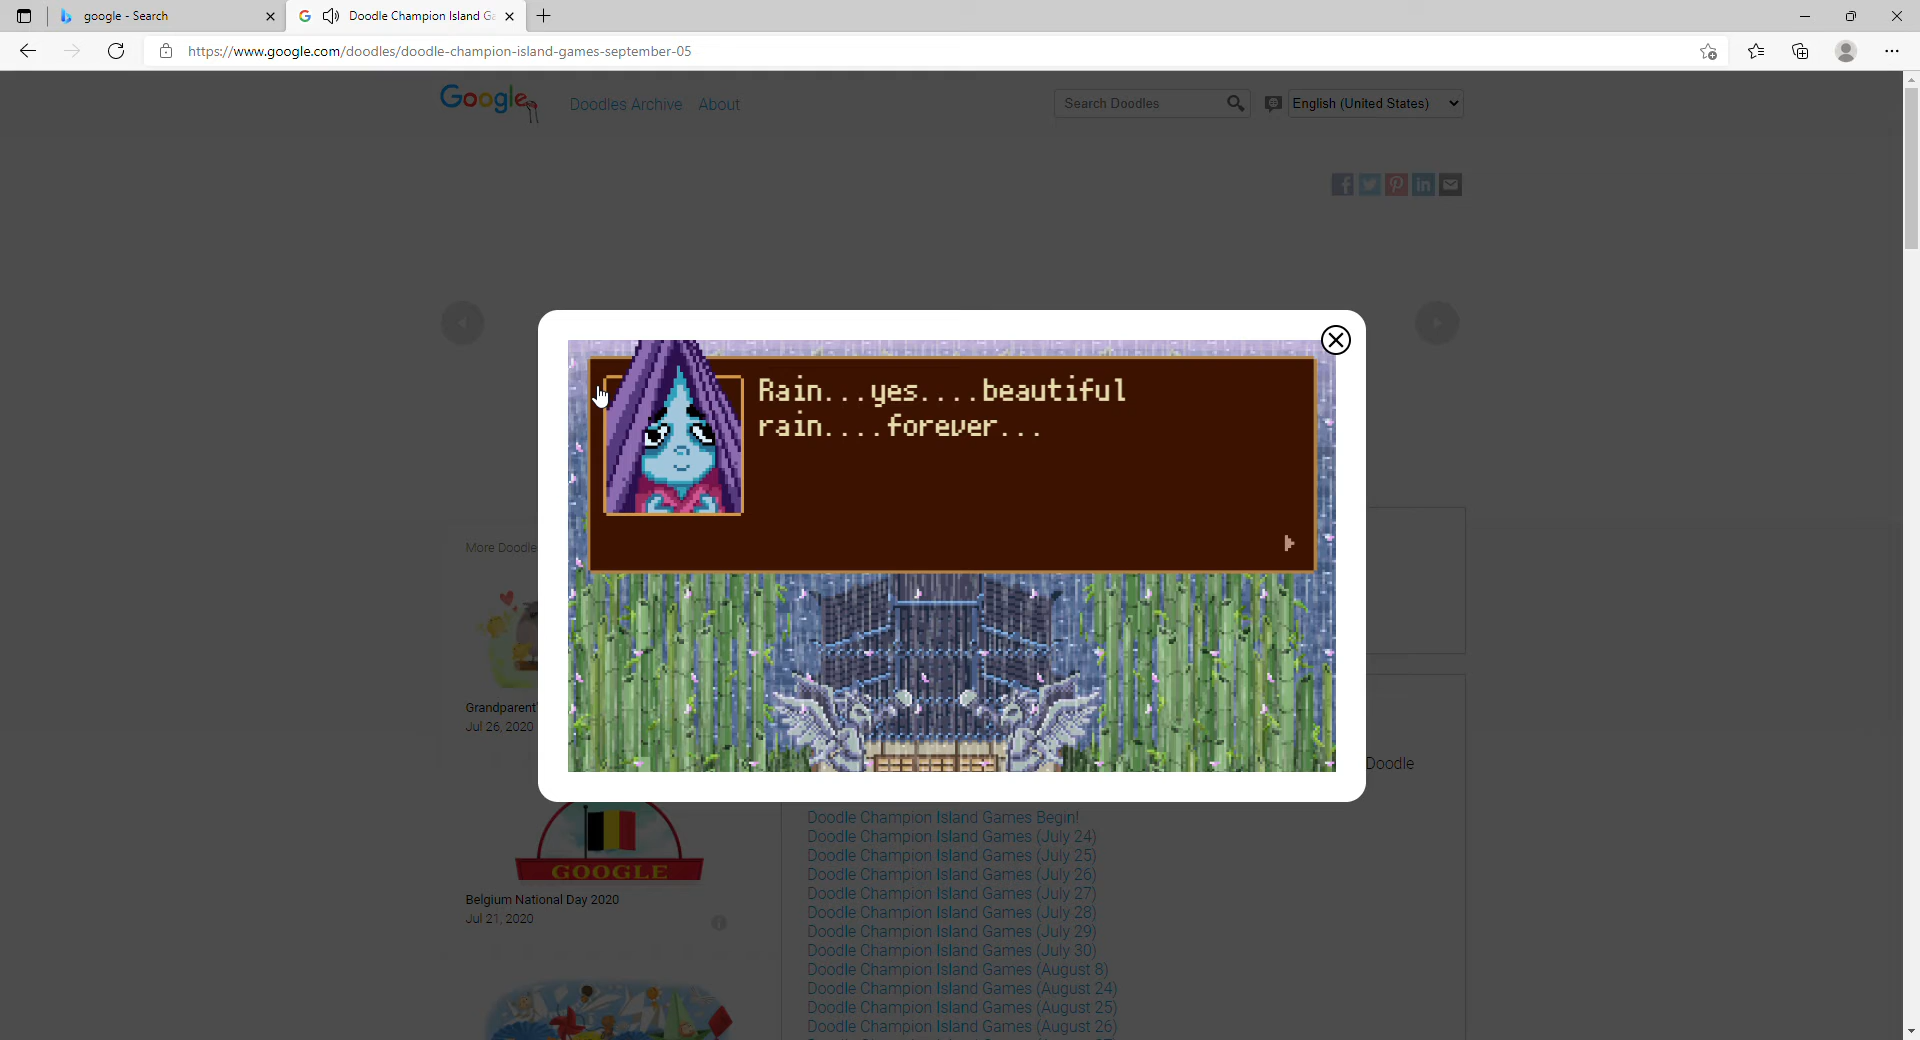 google - Search
Doodle Champion Island Ga
https://www.google.com/doodles/doodle-champion-island-games-september-05
Google
Doodles Archive
About
Search Doodles
English (United States)
Rain...yes....beautiful
rain....forever...
More Doodle
Grandparent'
Jul 26, 2020
Doodle
GOOGLE
Belgium National Day 2020
Jul 21, 2020
Doodle Champion Island Games Begin!
Doodle Champion Island Games (July 24)
Doodle Champion Island Games (July 25)
Doodle Champion Island Games (July 26)
Doodle Champion Island Games (July 27)
Doodle Champion Island Games (July 28)
Doodle Champion Island Games (July 29)
Doodle Champion Island Games (July 30)
Doodle Champion Island Games (August 8)
Doodle Champion Island Games (August 24)
Doodle Champion Island Games (August 25)
Doodle Champion Island Games (August 26)